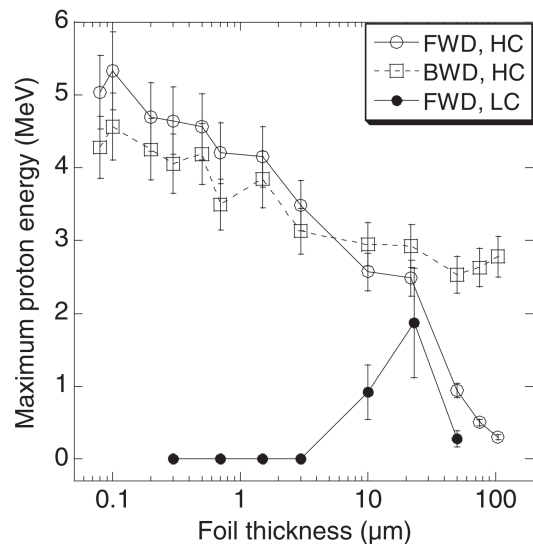 6
5
4
3
2
1
0
Maximum proton energy (MeV)
FWD, HC
BWD, HC
FWD, LC
0.1
1
10
100
Foil thickness (µm)